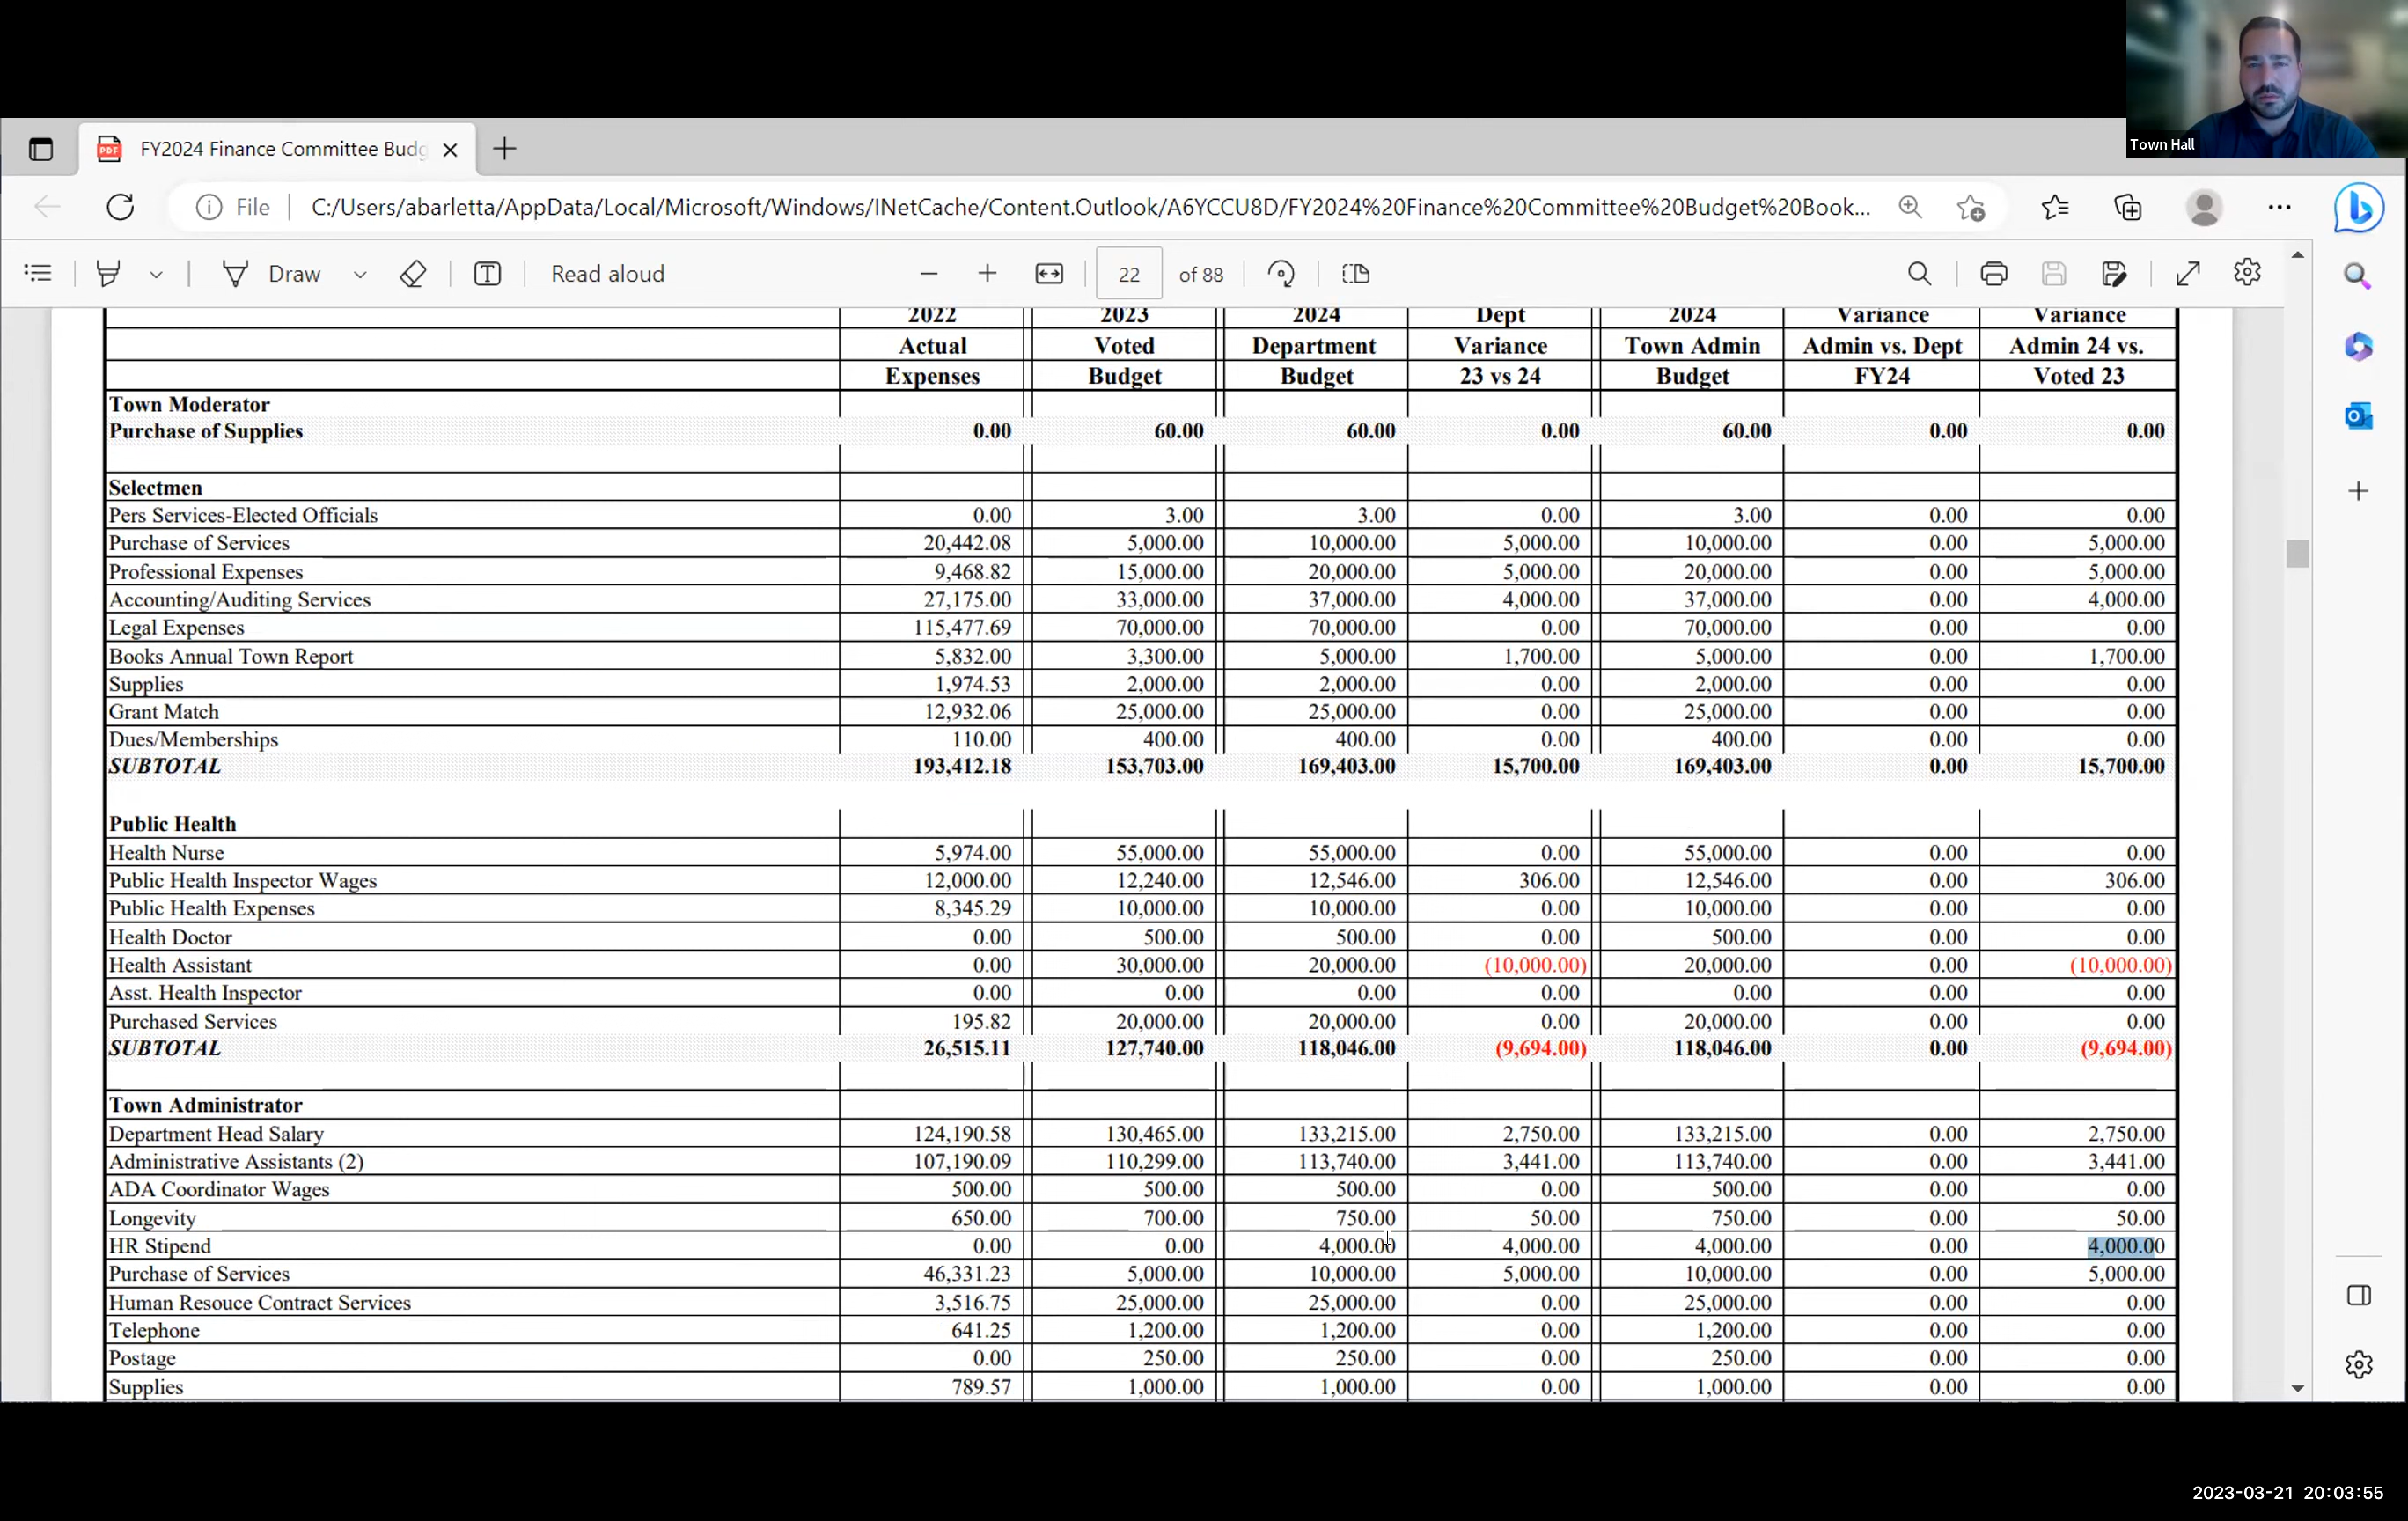 Town Hall
FY2024 Finance Committee Budg
File C:/Users/abarletta/AppData/Local/Microsoft/Windows/INetCache/Content.Outlook/A6YCCU8D/FY2024%20Finance%20Committee%20Budget%20Book...
Draw Read aloud 22 of 88
2022 2023 2024 Dept 2024 Variance Variance
Actual Voted Department Variance Town Admin Admin vs. Dept Admin 24 vs.
Expenses Budget Budget 23 vs 24 Budget FY24 Voted 23
Town Moderator
Purchase of Supplies 0.00 60.00 60.00 0.00 60.00 0.00 0.00
Selectmen
Pers Services-Elected Officials 0.00 3.00 3.00 0.00 3.00 0.00 0.00
Purchase of Services 20,442.08 5,000.00 10,000.00 5,000.00 10,000.00 0.00 5,000.00
Professional Expenses 9,468.82 15,000.00 20,000.00 5,000.00 20,000.00 0.00 5,000.00
Accounting/Auditing Services 27,175.00 33,000.00 37,000.00 4,000.00 37,000.00 0.00 4,000.00
Legal Expenses 115,477.69 70,000.00 70,000.00 0.00 70,000.00 0.00 0.00
Books Annual Town Report 5,832.00 3,300.00 5,000.00 1,700.00 5,000.00 0.00 1,700.00
Supplies 1,974.53 2,000.00 2,000.00 0.00 2,000.00 0.00 0.00
Grant Match 12,932.06 25,000.00 25,000.00 0.00 25,000.00 0.00 0.00
Dues/Memberships 110.00 400.00 400.00 0.00 400.00 0.00 0.00
SUBTOTAL 193,412.18 153,703.00 169,403.00 15,700.00 169,403.00 0.00 15,700.00
Public Health
Health Nurse 5,974.00 55,000.00 55,000.00 0.00 55,000.00 0.00 0.00
Public Health Inspector Wages 12,000.00 12,240.00 12,546.00 306.00 12,546.00 0.00 306.00
Public Health Expenses 8,345.29 10,000.00 10,000.00 0.00 10,000.00 0.00 0.00
Health Doctor 0.00 500.00 500.00 0.00 500.00 0.00 0.00
Health Assistant 0.00 30,000.00 20,000.00 (10,000.00) 20,000.00 0.00 (10,000.00)
Asst. Health Inspector 0.00 0.00 0.00 0.00 0.00 0.00 0.00
Purchased Services 195.82 20,000.00 20,000.00 0.00 20,000.00 0.00 0.00
SUBTOTAL 26,515.11 127,740.00 118,046.00 (9,694.00) 118,046.00 0.00 (9,694.00)
Town Administrator
Department Head Salary 124,190.58 130,465.00 133,215.00 2,750.00 133,215.00 0.00 2,750.00
Administrative Assistants (2) 107,190.09 110,299.00 113,740.00 3,441.00 113,740.00 0.00 3,441.00
ADA Coordinator Wages 500.00 500.00 500.00 0.00 500.00 0.00 0.00
Longevity 650.00 700.00 750.00 50.00 750.00 0.00 50.00
HR Stipend 0.00 0.00 4,000.00 4,000.00 4,000.00 0.00 4,000.00
Purchase of Services 46,331.23 5,000.00 10,000.00 5,000.00 10,000.00 0.00 5,000.00
Human Resouce Contract Services 3,516.75 25,000.00 25,000.00 0.00 25,000.00 0.00 0.00
Telephone 641.25 1,200.00 1,200.00 0.00 1,200.00 0.00 0.00
Postage 0.00 250.00 250.00 0.00 250.00 0.00 0.00
Supplies 789.57 1,000.00 1,000.00 0.00 1,000.00 0.00 0.00
2023-03-21 20:03:55